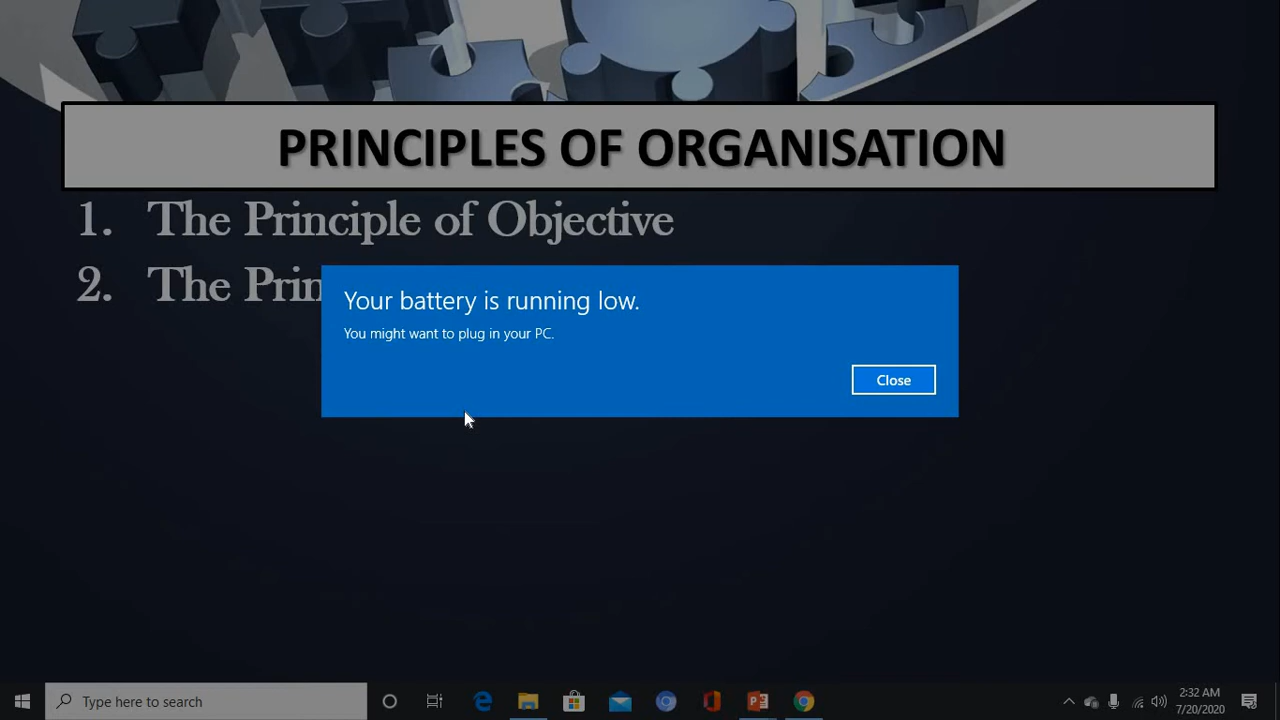 PRINCIPLES OF ORGANISATION
1. The Principle of Objective
2. The Prin
Your battery is running low.
You might want to plug in your PC.
Close
Type here to search
2:32 AM
7/20/2020